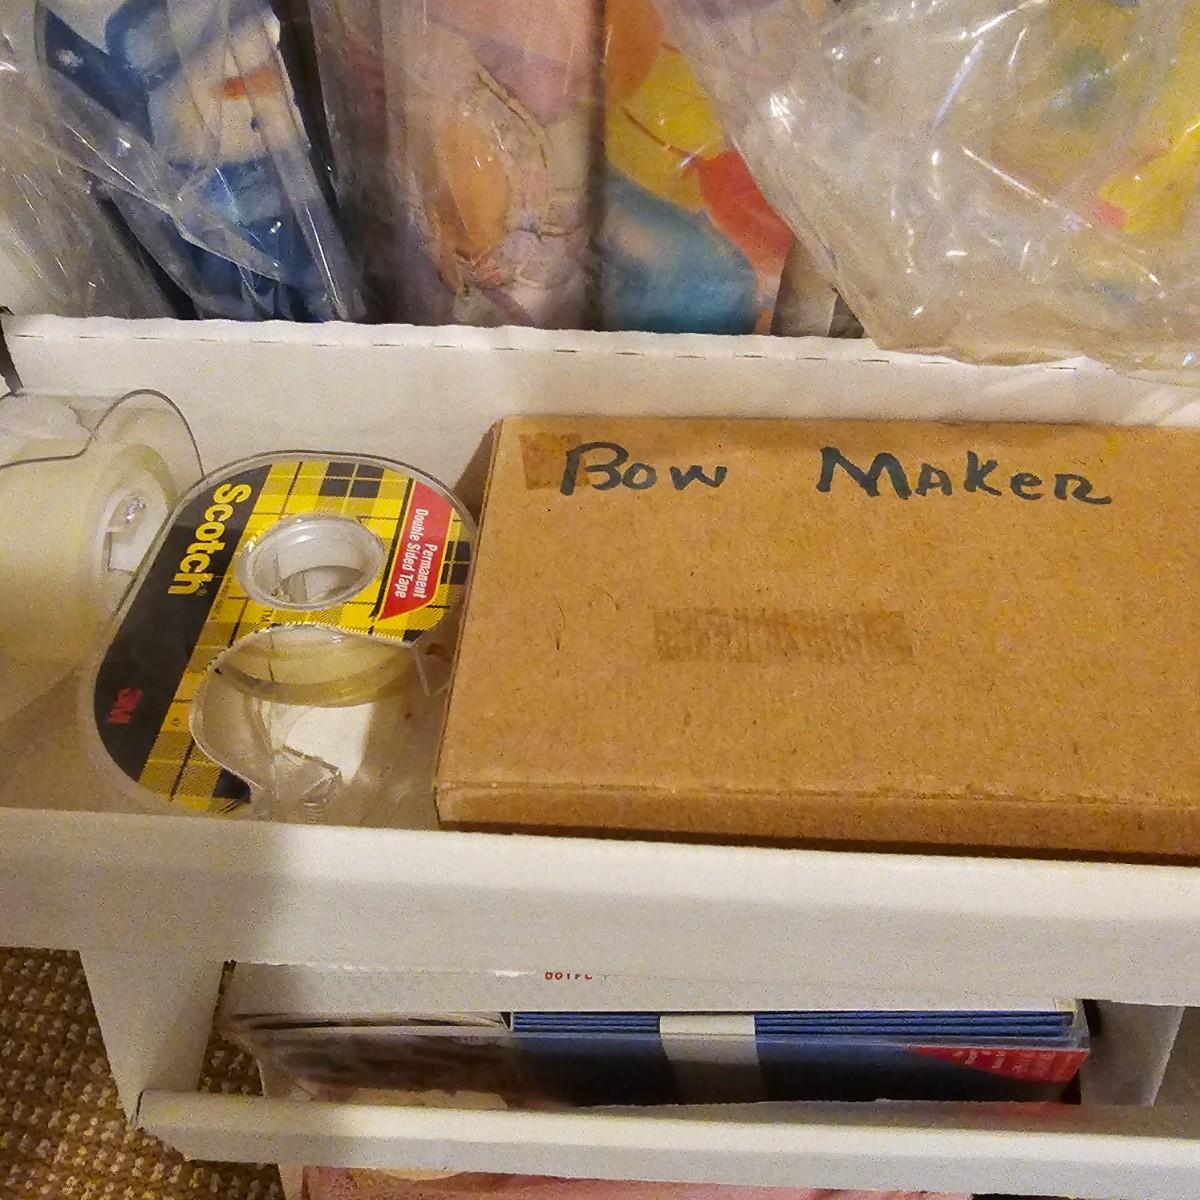 Bow Maker
Scotch
Permanent
Double Sided Tape
3M